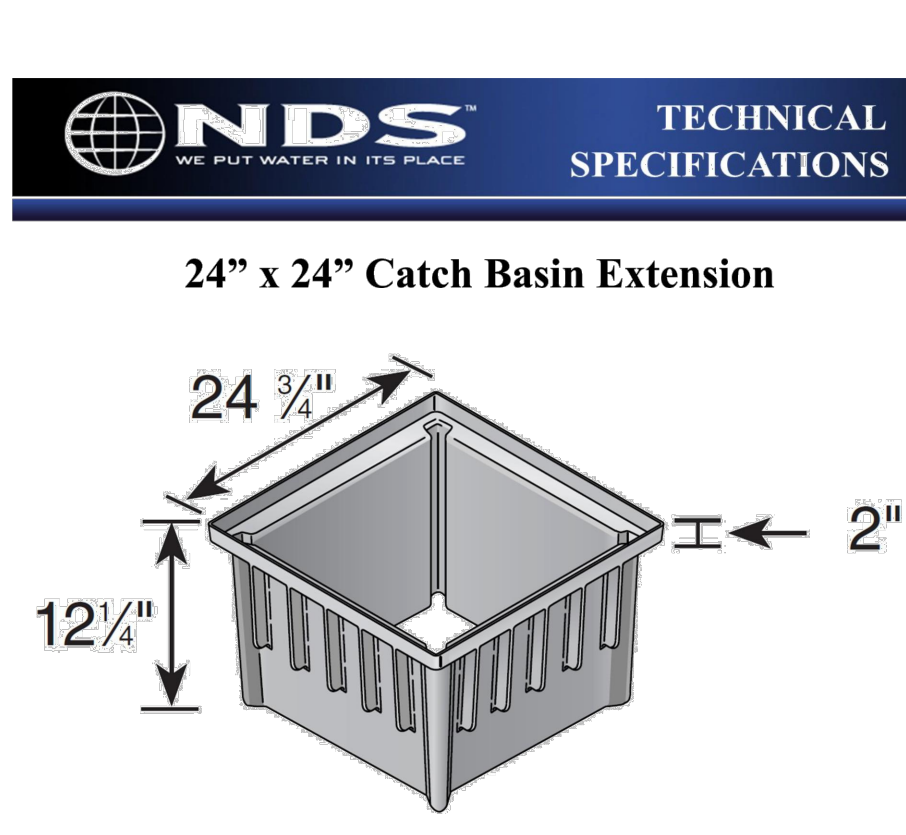 NDS™
WE PUT WATER IN ITS PLACE
TECHNICAL
SPECIFICATIONS
24” x 24” Catch Basin Extension
24 ¾"
2"
12¼"